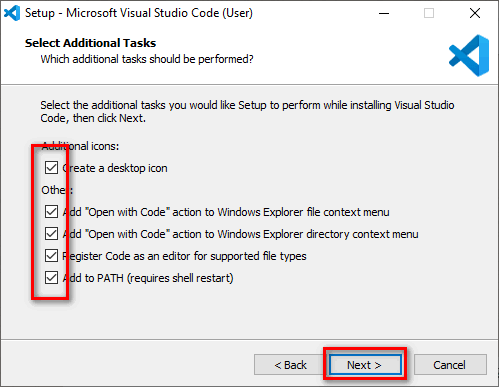 Setup - Microsoft Visual Studio Code (User)
Select Additional Tasks
Which additional tasks should be performed?
Select the additional tasks you would like Setup to perform while installing Visual Studio
Code, then click Next.
Additional icons:
Create a desktop icon
Other:
Add "Open with Code" action to Windows Explorer file context menu
Add "Open with Code" action to Windows Explorer directory context menu
Register Code as an editor for supported file types
Add to PATH (requires shell restart)
< Back Next > Cancel